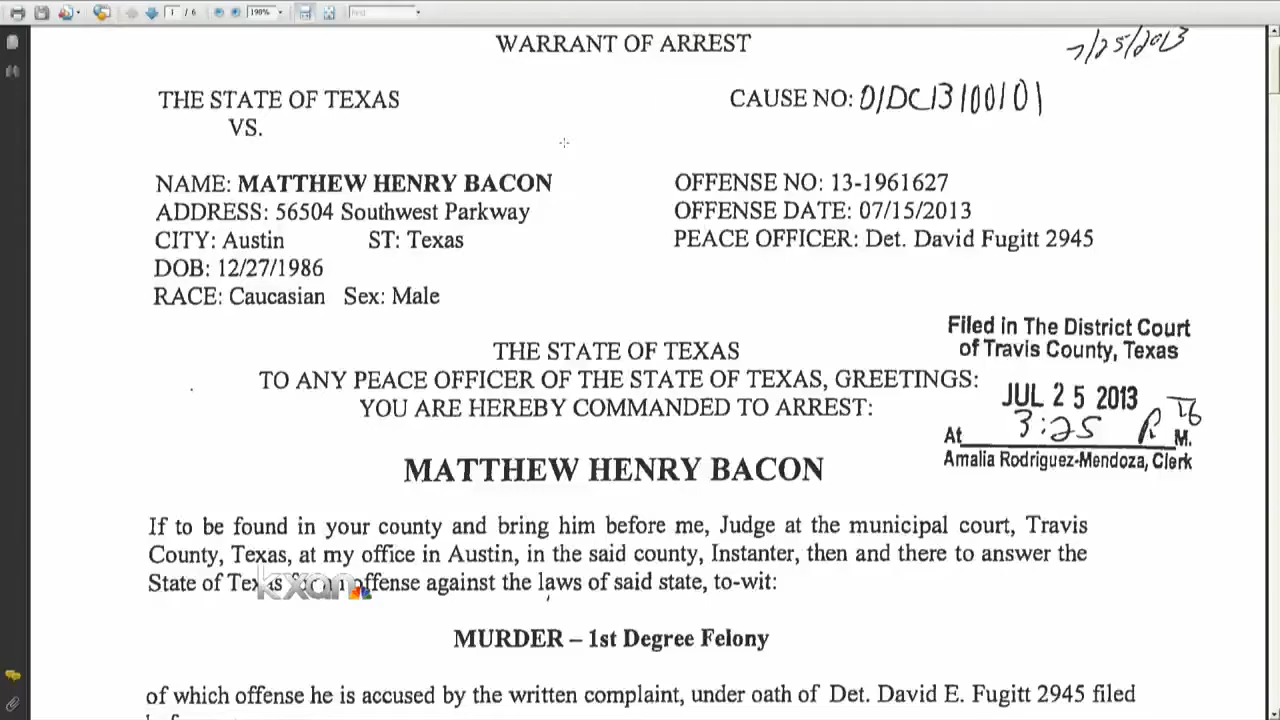 1 / 6 190% Find
WARRANT OF ARREST
7/25/2013
THE STATE OF TEXAS
VS.
CAUSE NO: D1DC13100101
NAME: MATTHEW HENRY BACON
ADDRESS: 56504 Southwest Parkway
CITY: Austin ST: Texas
DOB: 12/27/1986
RACE: Caucasian Sex: Male
OFFENSE NO: 13-1961627
OFFENSE DATE: 07/15/2013
PEACE OFFICER: Det. David Fugitt 2945
Filed in The District Court
of Travis County, Texas
JUL 25 2013
At 3:25 P. M.
Amalia Rodriguez-Mendoza, Clerk
THE STATE OF TEXAS
TO ANY PEACE OFFICER OF THE STATE OF TEXAS, GREETINGS:
YOU ARE HEREBY COMMANDED TO ARREST:
MATTHEW HENRY BACON
If to be found in your county and bring him before me, Judge at the municipal court, Travis
County, Texas, at my office in Austin, in the said county, Instanter, then and there to answer the
State of Texas offense against the laws of said state, to-wit:
kxan
MURDER – 1st Degree Felony
of which offense he is accused by the written complaint, under oath of Det. David E. Fugitt 2945 filed